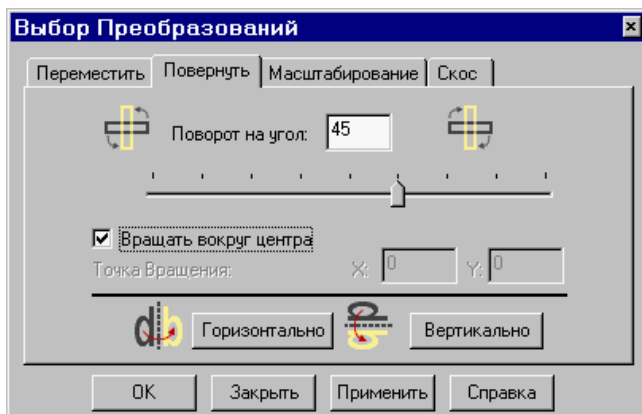 Выбор Преобразований
Переместить Повернуть Масштабирование Скос
Поворот на угол: 45
Вращать вокруг центра
Точка Вращения: X: 0 Y: 0
Горизонтально Вертикально
OK Закрыть Применить Справка